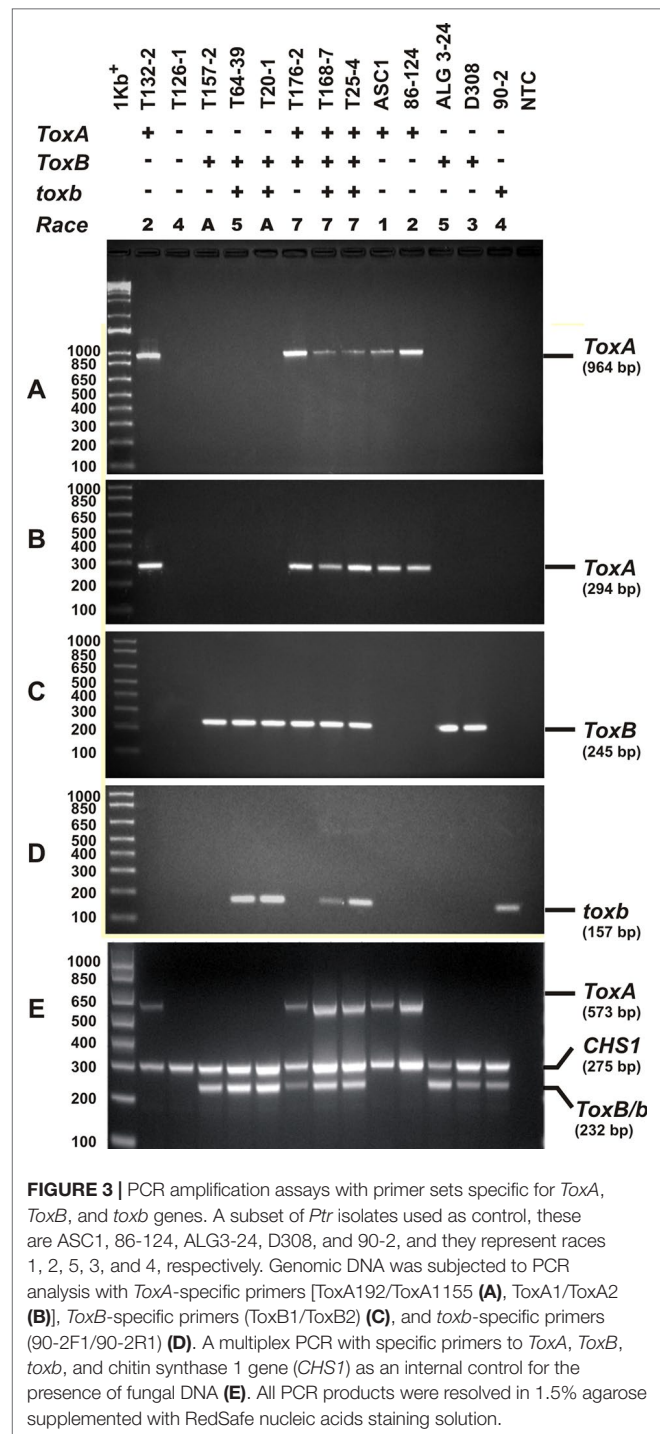 1Kb+ T132-2 T126-1 T157-2 T64-39 T20-1 T176-2 T168-7 T25-4 ASC1 86-124 ALG 3-24 D308 90-2 NTC
ToxA + - - - - + + + + + - - -
ToxB - - + + + + + + - - + + -
toxb - - - + + - + + - - - - +
Race 2 4 A 5 A 7 7 7 1 2 5 3 4
A
1000
850
650
500
400
300
200
100
ToxA
(964 bp)
B
1000
850
650
500
400
300
200
100
ToxA
(294 bp)
C
1000
850
650
500
400
300
200
100
ToxB
(245 bp)
D
1000
850
650
500
400
300
200
100
toxb
(157 bp)
E
1000
850
650
500
400
300
200
100
ToxA
(573 bp)
CHS1
(275 bp)
ToxB/b
(232 bp)
FIGURE 3 | PCR amplification assays with primer sets specific for ToxA,
ToxB, and toxb genes. A subset of Ptr isolates used as control, these
are ASC1, 86-124, ALG3-24, D308, and 90-2, and they represent races
1, 2, 5, 3, and 4, respectively. Genomic DNA was subjected to PCR
analysis with ToxA-specific primers [ToxA192/ToxA1155 (A), ToxA1/ToxA2
(B)], ToxB-specific primers (ToxB1/ToxB2) (C), and toxb-specific primers
(90-2F1/90-2R1) (D). A multiplex PCR with specific primers to ToxA, ToxB,
toxb, and chitin synthase 1 gene (CHS1) as an internal control for the
presence of fungal DNA (E). All PCR products were resolved in 1.5% agarose
supplemented with RedSafe nucleic acids staining solution.